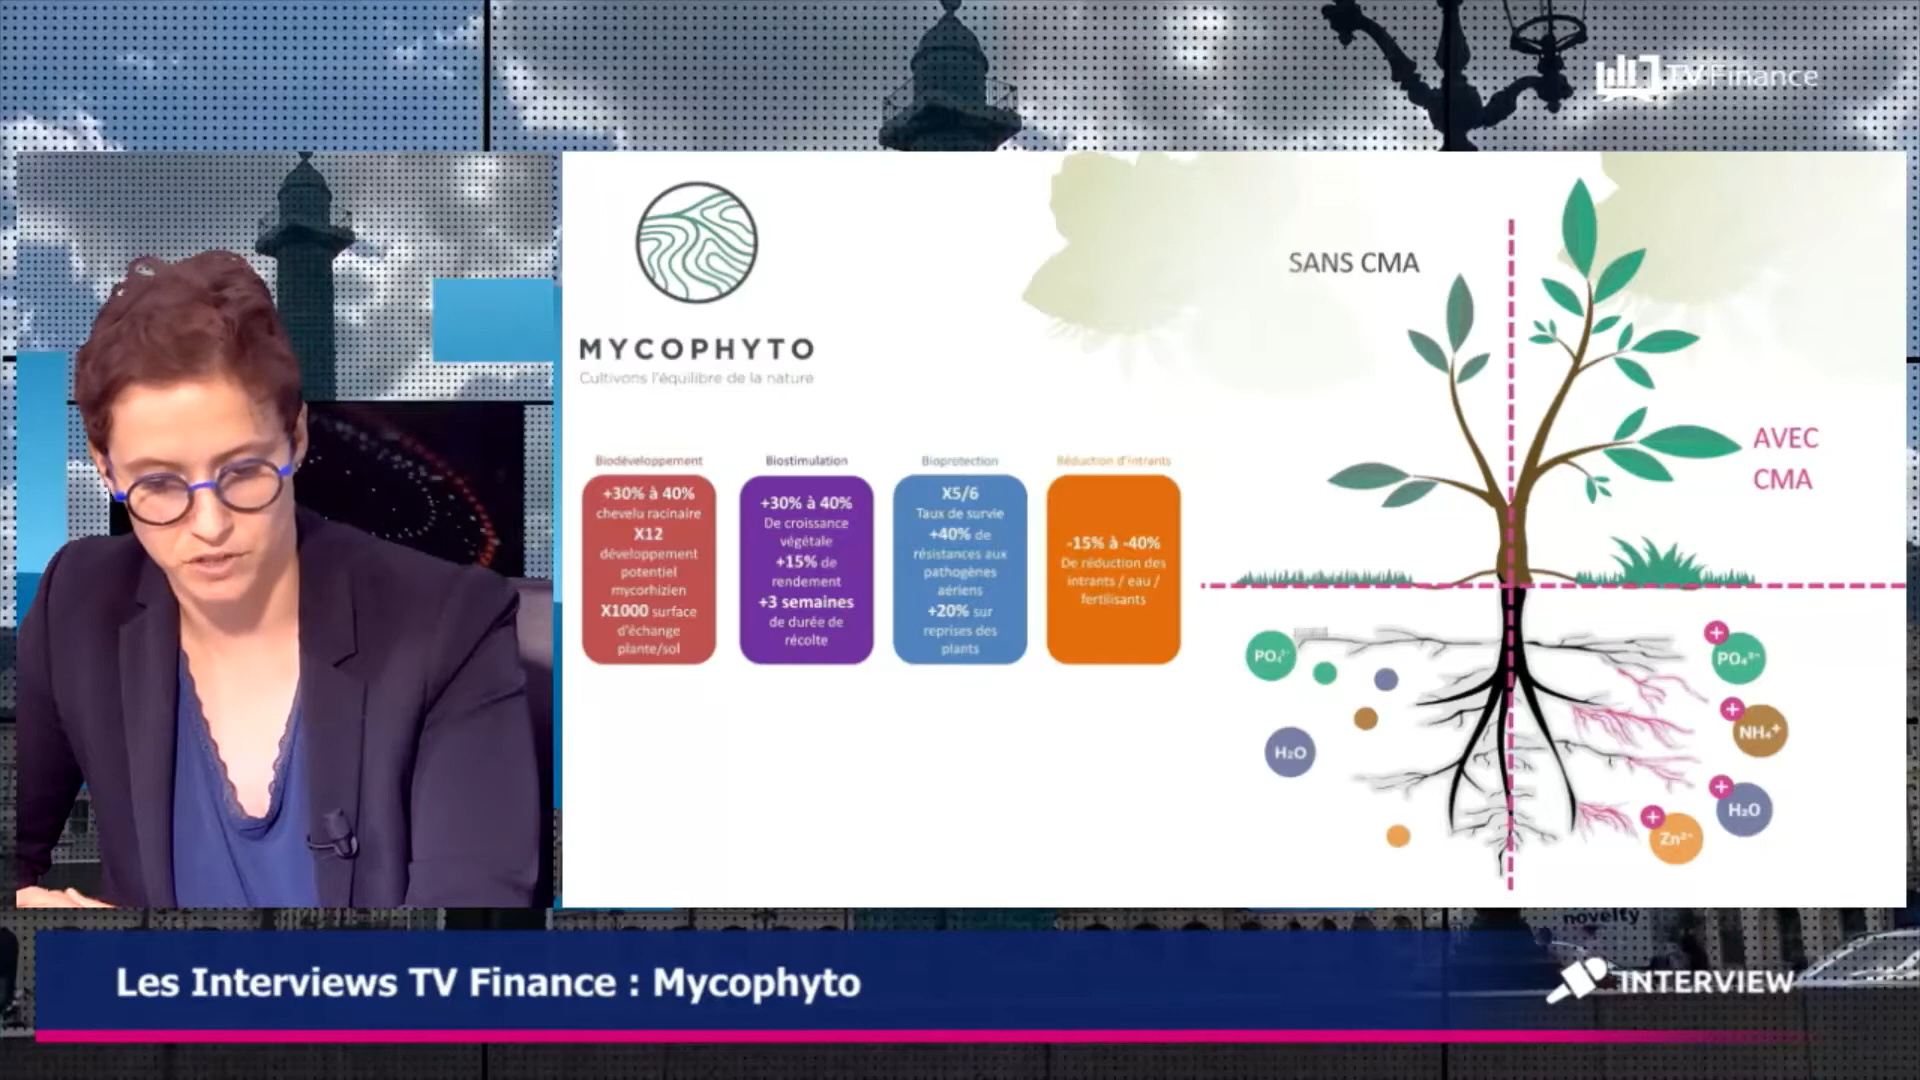 TV Finance
MYCOPHYTO
Cultivons l'équilibre de la nature
Biodéveloppement
+30% à 40%
chevelu racinaire
X12
développement
potentiel
mycorhizien
X1000 surface
d'échange
plante/sol
Biostimulation
+30% à 40%
De croissance
végétale
+15% de
rendement
+3 semaines
de durée de
récolte
Bioprotection
X5/6
Taux de survie
+40% de
résistances aux
pathogènes
aériens
+20% sur
reprises des
plants
Réduction d'intrants
-15% à -40%
De réduction des
intrants / eau /
fertilisants
SANS CMA
AVEC
CMA
PO₄³⁻
H₂O
PO₄³⁻
NH₄⁺
H₂O
Zn²⁻
novelty
Les Interviews TV Finance : Mycophyto
INTERVIEW